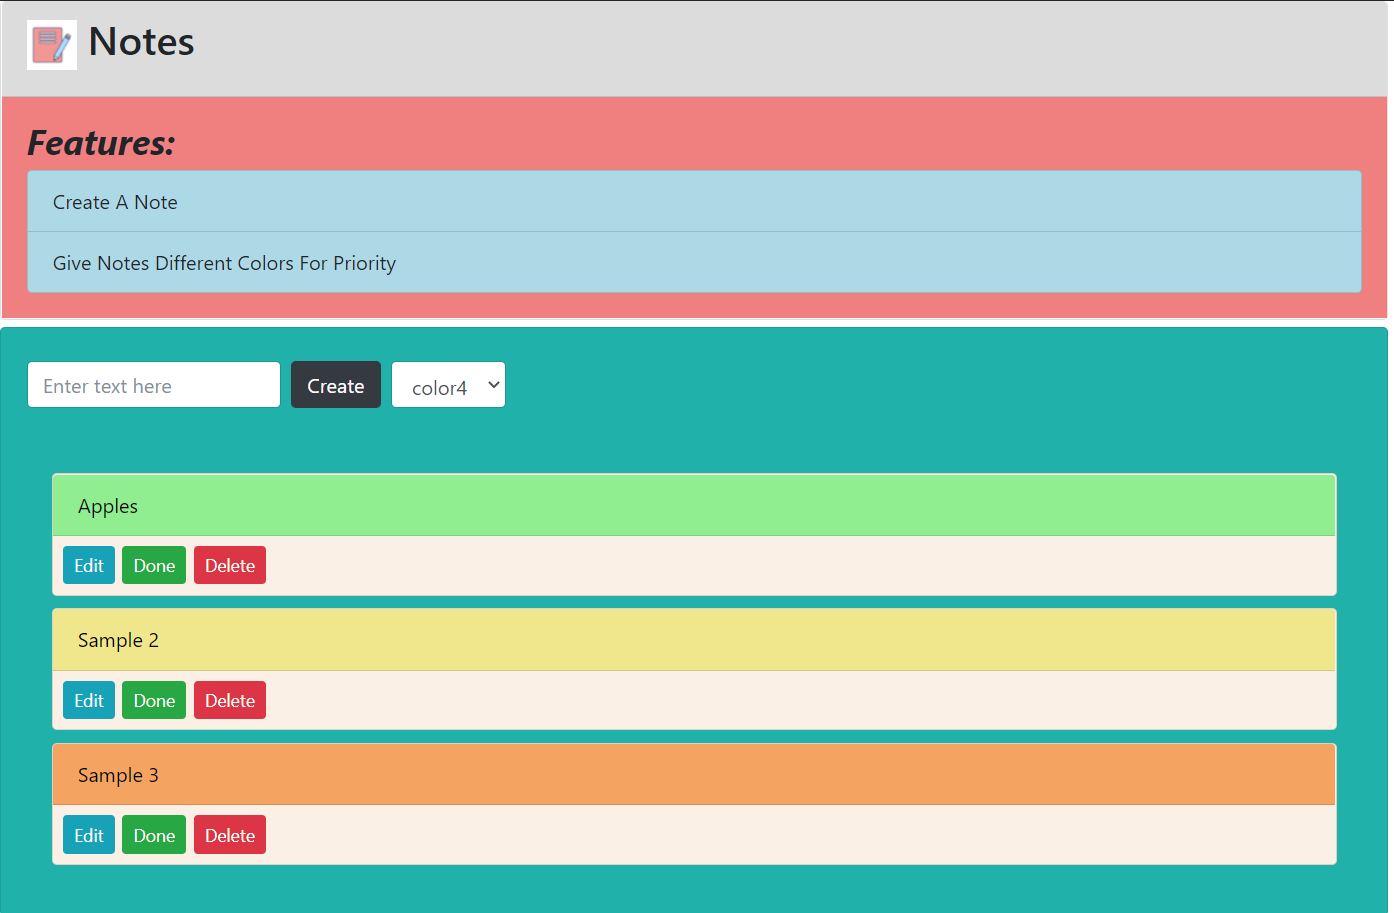 Notes
Features:
Create A Note
Give Notes Different Colors For Priority
Enter text here Create color4
Apples
Edit Done Delete
Sample 2
Edit Done Delete
Sample 3
Edit Done Delete